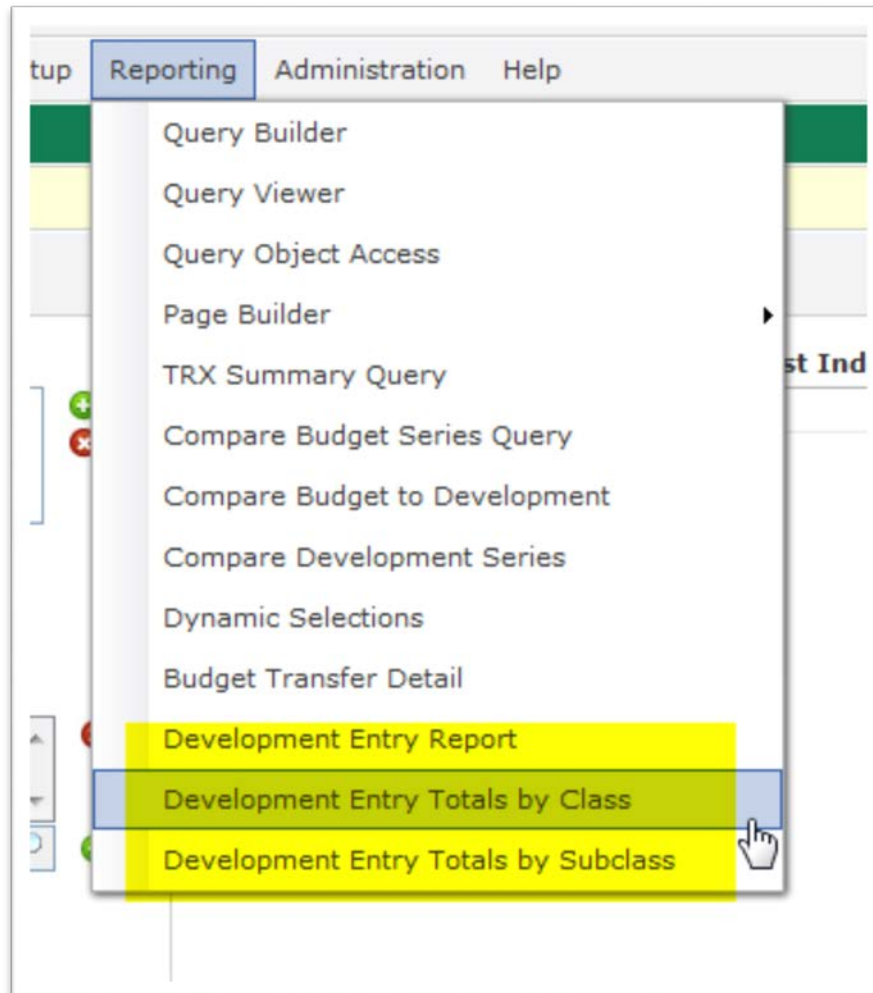 tup Reporting Administration Help
Query Builder
Query Viewer
Query Object Access
Page Builder
st Ind
TRX Summary Query
Compare Budget Series Query
Compare Budget to Development
Compare Development Series
Dynamic Selections
Budget Transfer Detail
Development Entry Report
Development Entry Totals by Class
Development Entry Totals by Subclass